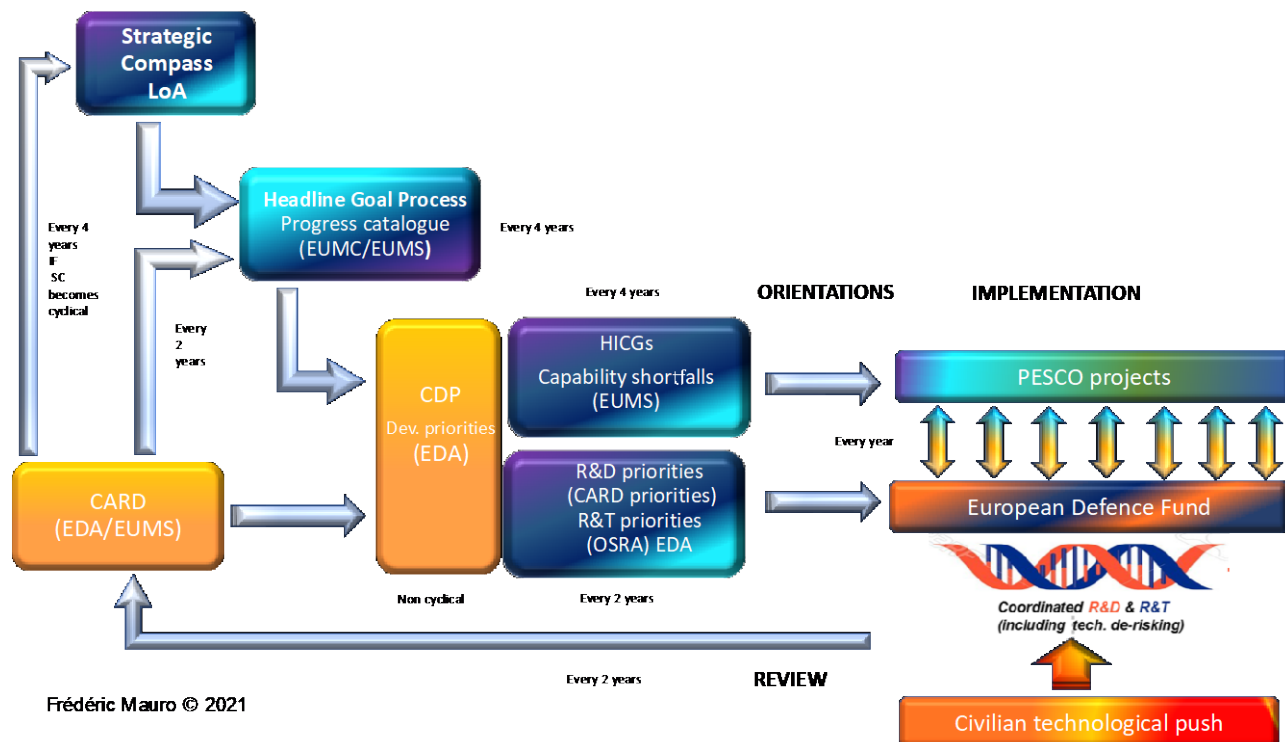 Strategic
Compass
LoA
Headline Goal Process
Progress catalogue
(EUMC/EUMS)
Every 4 years
Every 4
years
IF
SC
becomes
cyclical
Every
2
years
Every 4 years
ORIENTATIONS
IMPLEMENTATION
HICGs
Capability shortfalls
(EUMS)
PESCO projects
CDP
Dev. priorities
(EDA)
Every year
CARD
(EDA/EUMS)
R&D priorities
(CARD priorities)
R&T priorities
(OSRA) EDA
European Defence Fund
Non cyclical
Every 2 years
Coordinated R&D & R&T
(including tech. de-risking)
Every 2 years
REVIEW
Frédéric Mauro © 2021
Civilian technological push